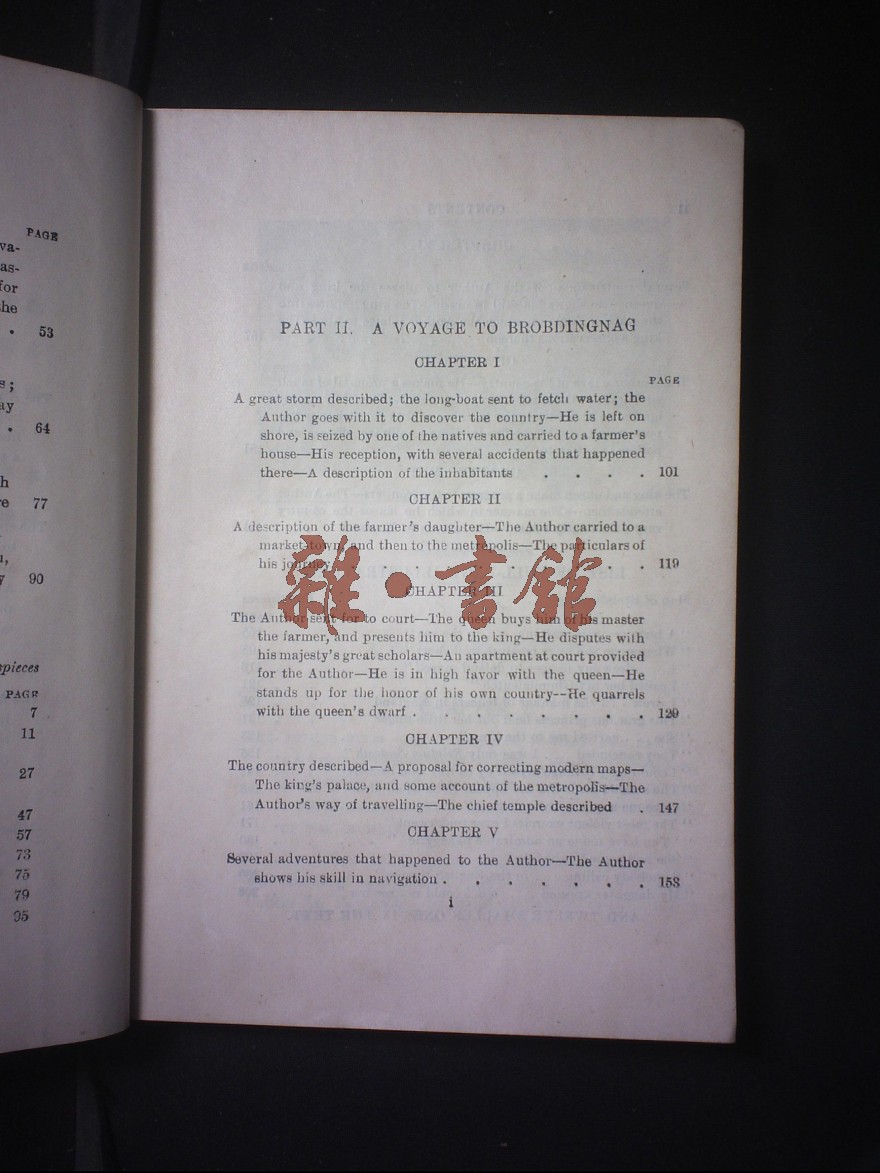 PAGE
va-
as-
for
the
. 53
s;
ay
. 64
h
e 77
,
y 90
pieces
PAGE
7
11
27
47
57
73
75
79
95
PART II. A VOYAGE TO BROBDINGNAG
CHAPTER I
PAGE
A great storm described; the long-boat sent to fetch water; the
Author goes with it to discover the country—He is left on
shore, is seized by one of the natives and carried to a farmer's
house—His reception, with several accidents that happened
there—A description of the inhabitants . . . . 101
CHAPTER II
A description of the farmer's daughter—The Author carried to a
market-town, and then to the metropolis—The particulars of
his journey . . . . . . . . . . 119
CHAPTER III
The Author sent for to court—The queen buys him of his master
the farmer, and presents him to the king—He disputes with
his majesty's great scholars—An apartment at court provided
for the Author—He is in high favor with the queen—He
stands up for the honor of his own country--He quarrels
with the queen's dwarf . . . . . . . . 129
CHAPTER IV
The country described—A proposal for correcting modern maps—
The king's palace, and some account of the metropolis—The
Author's way of travelling—The chief temple described . 147
CHAPTER V
Several adventures that happened to the Author—The Author
shows his skill in navigation . . . . . . . 153
i
雜·書館